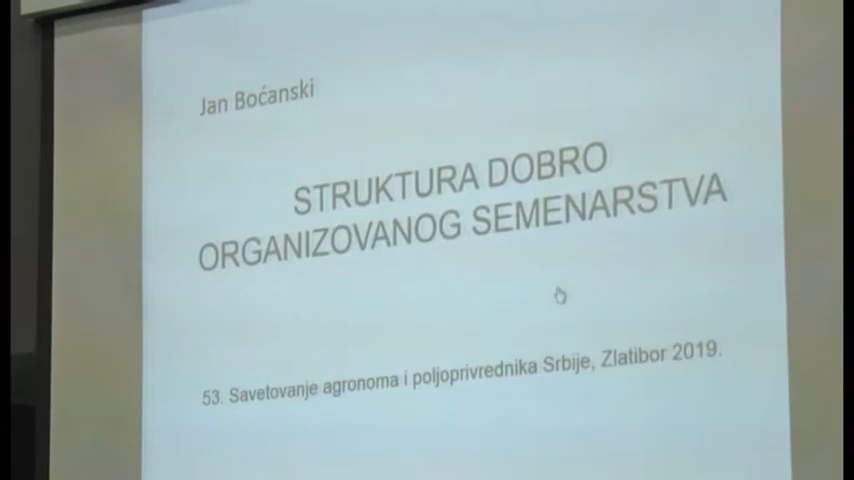 Jan Boćanski
STRUKTURA DOBRO
ORGANIZOVANOG SEMENARSTVA
53. Savetovanje agronoma i poljoprivrednika Srbije, Zlatibor 2019.